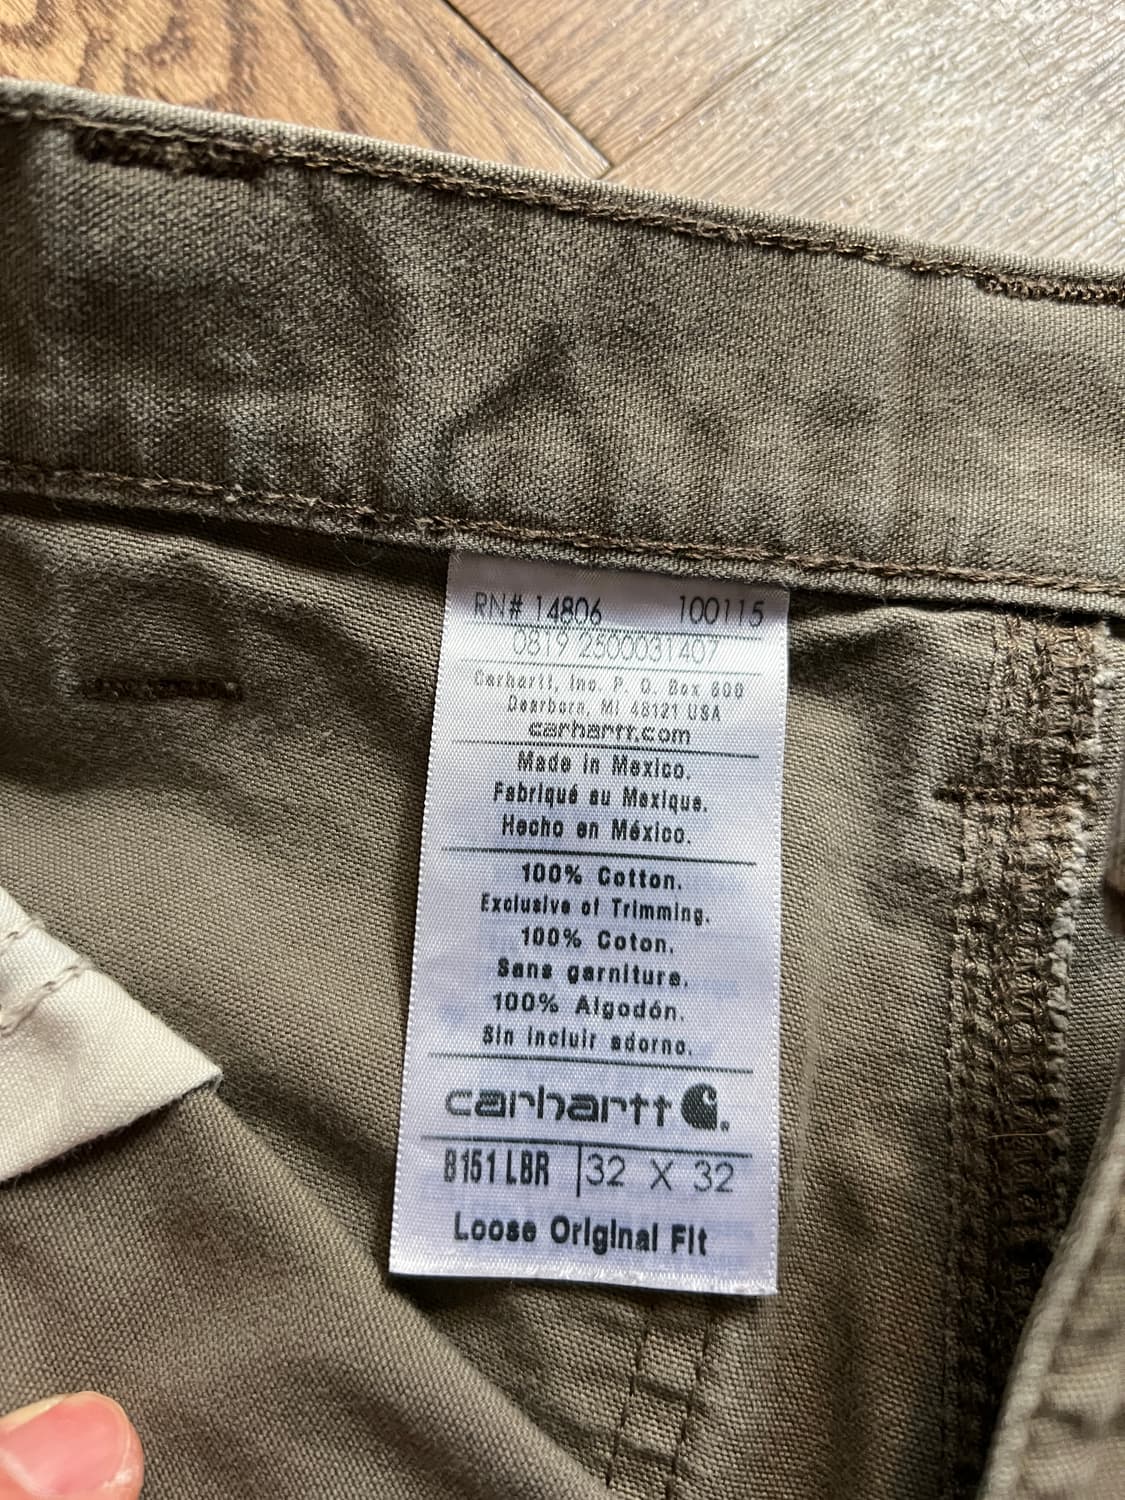 RN# 14806 100115
0819 2500031407
Carhartt, Inc. P. O. Box 600
Dearborn, MI 48121 USA
carhartt.com
Made in Mexico.
Fabriqué au Mexique.
Hecho en México.
100% Cotton.
Exclusive of Trimming.
100% Coton.
Sans garniture.
100% Algodón.
Sin incluir adorno.
carhartt
B151 LBR | 32 X 32
Loose Original Fit